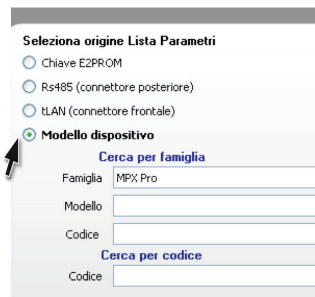 Seleziona origine Lista Parametri
Chiave E2PROM
Rs485 (connettore posteriore)
tLAN (connettore frontale)
Modello dispositivo
Cerca per famiglia
Famiglia MPX Pro
Modello
Codice
Cerca per codice
Codice